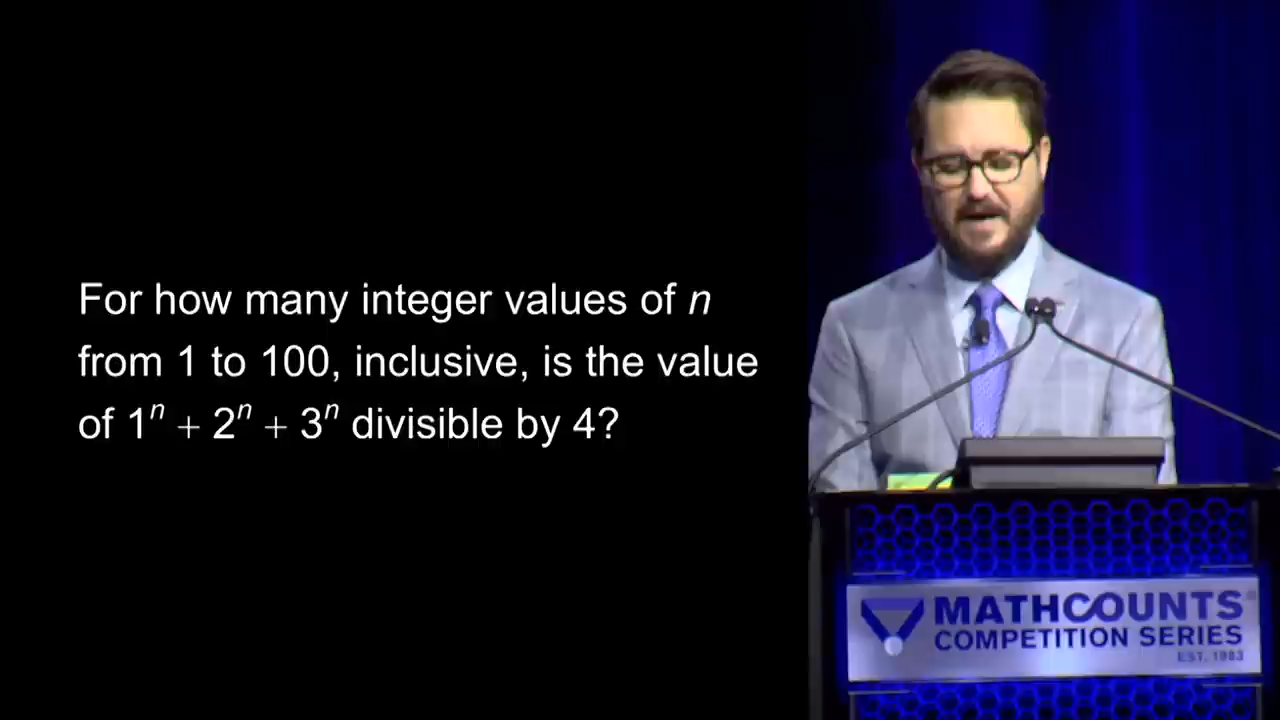 For how many integer values of n
from 1 to 100, inclusive, is the value
of 1ⁿ + 2ⁿ + 3ⁿ divisible by 4?
MATHCOUNTS®
COMPETITION SERIES
EST. 1983